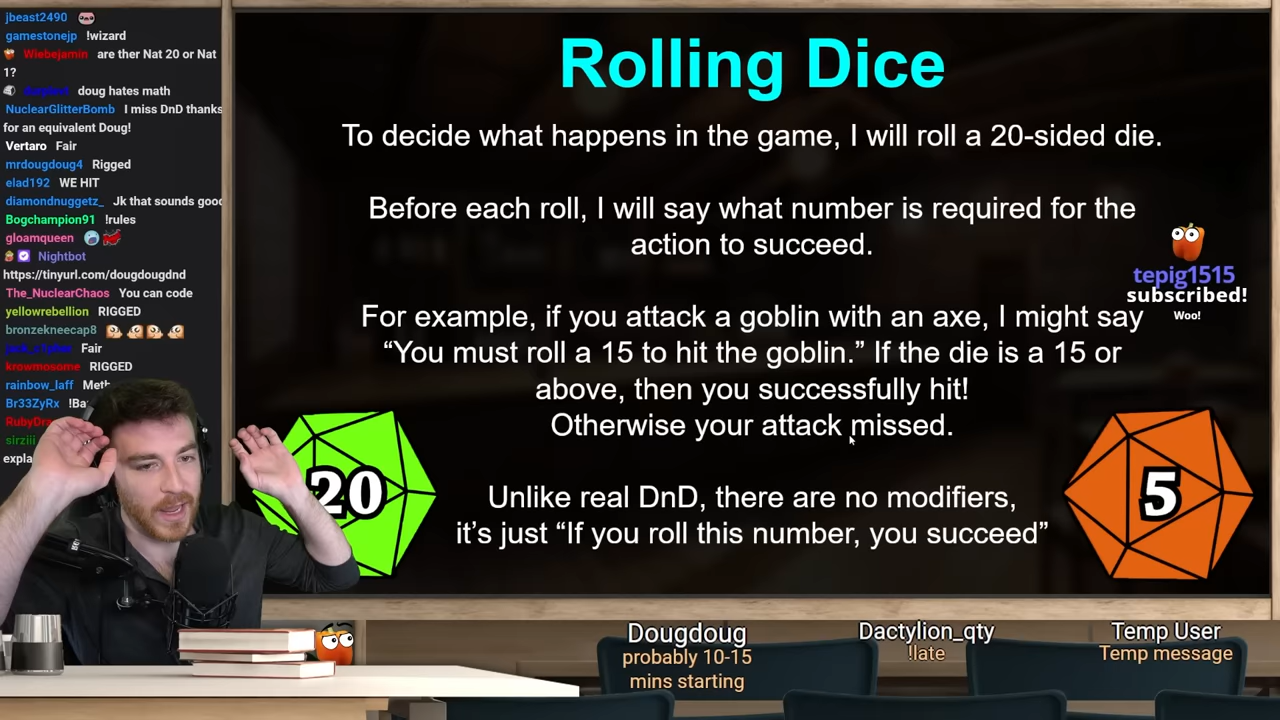 jbeast2490
gamestonejp !wizard
Wiebejamin are ther Nat 20 or Nat
1?
doug hates math
NuclearGlitterBomb I miss DnD thanks
for an equivalent Doug!
Vertaro Fair
mrdougdoug4 Rigged
elad192 WE HIT
diamondnuggetz_ Jk that sounds good
Bogchampion91 !rules
gloamqueen
Nightbot
https://tinyurl.com/dougdougdnd
The_NuclearChaos You can code
yellowrebellion RIGGED
bronzekneecap8
Fair
krowmosome RIGGED
rainbow_laff Meth
Br33ZyRx !Ba
RubyDra
sirziii
expla
Rolling Dice
To decide what happens in the game, I will roll a 20-sided die.
Before each roll, I will say what number is required for the
action to succeed.
For example, if you attack a goblin with an axe, I might say
“You must roll a 15 to hit the goblin.” If the die is a 15 or
above, then you successfully hit!
Otherwise your attack missed.
Unlike real DnD, there are no modifiers,
it’s just “If you roll this number, you succeed”
20
5
tepig1515
subscribed!
Woo!
Dougdoug
probably 10-15
mins starting
Dactylion_qty
!late
Temp User
Temp message